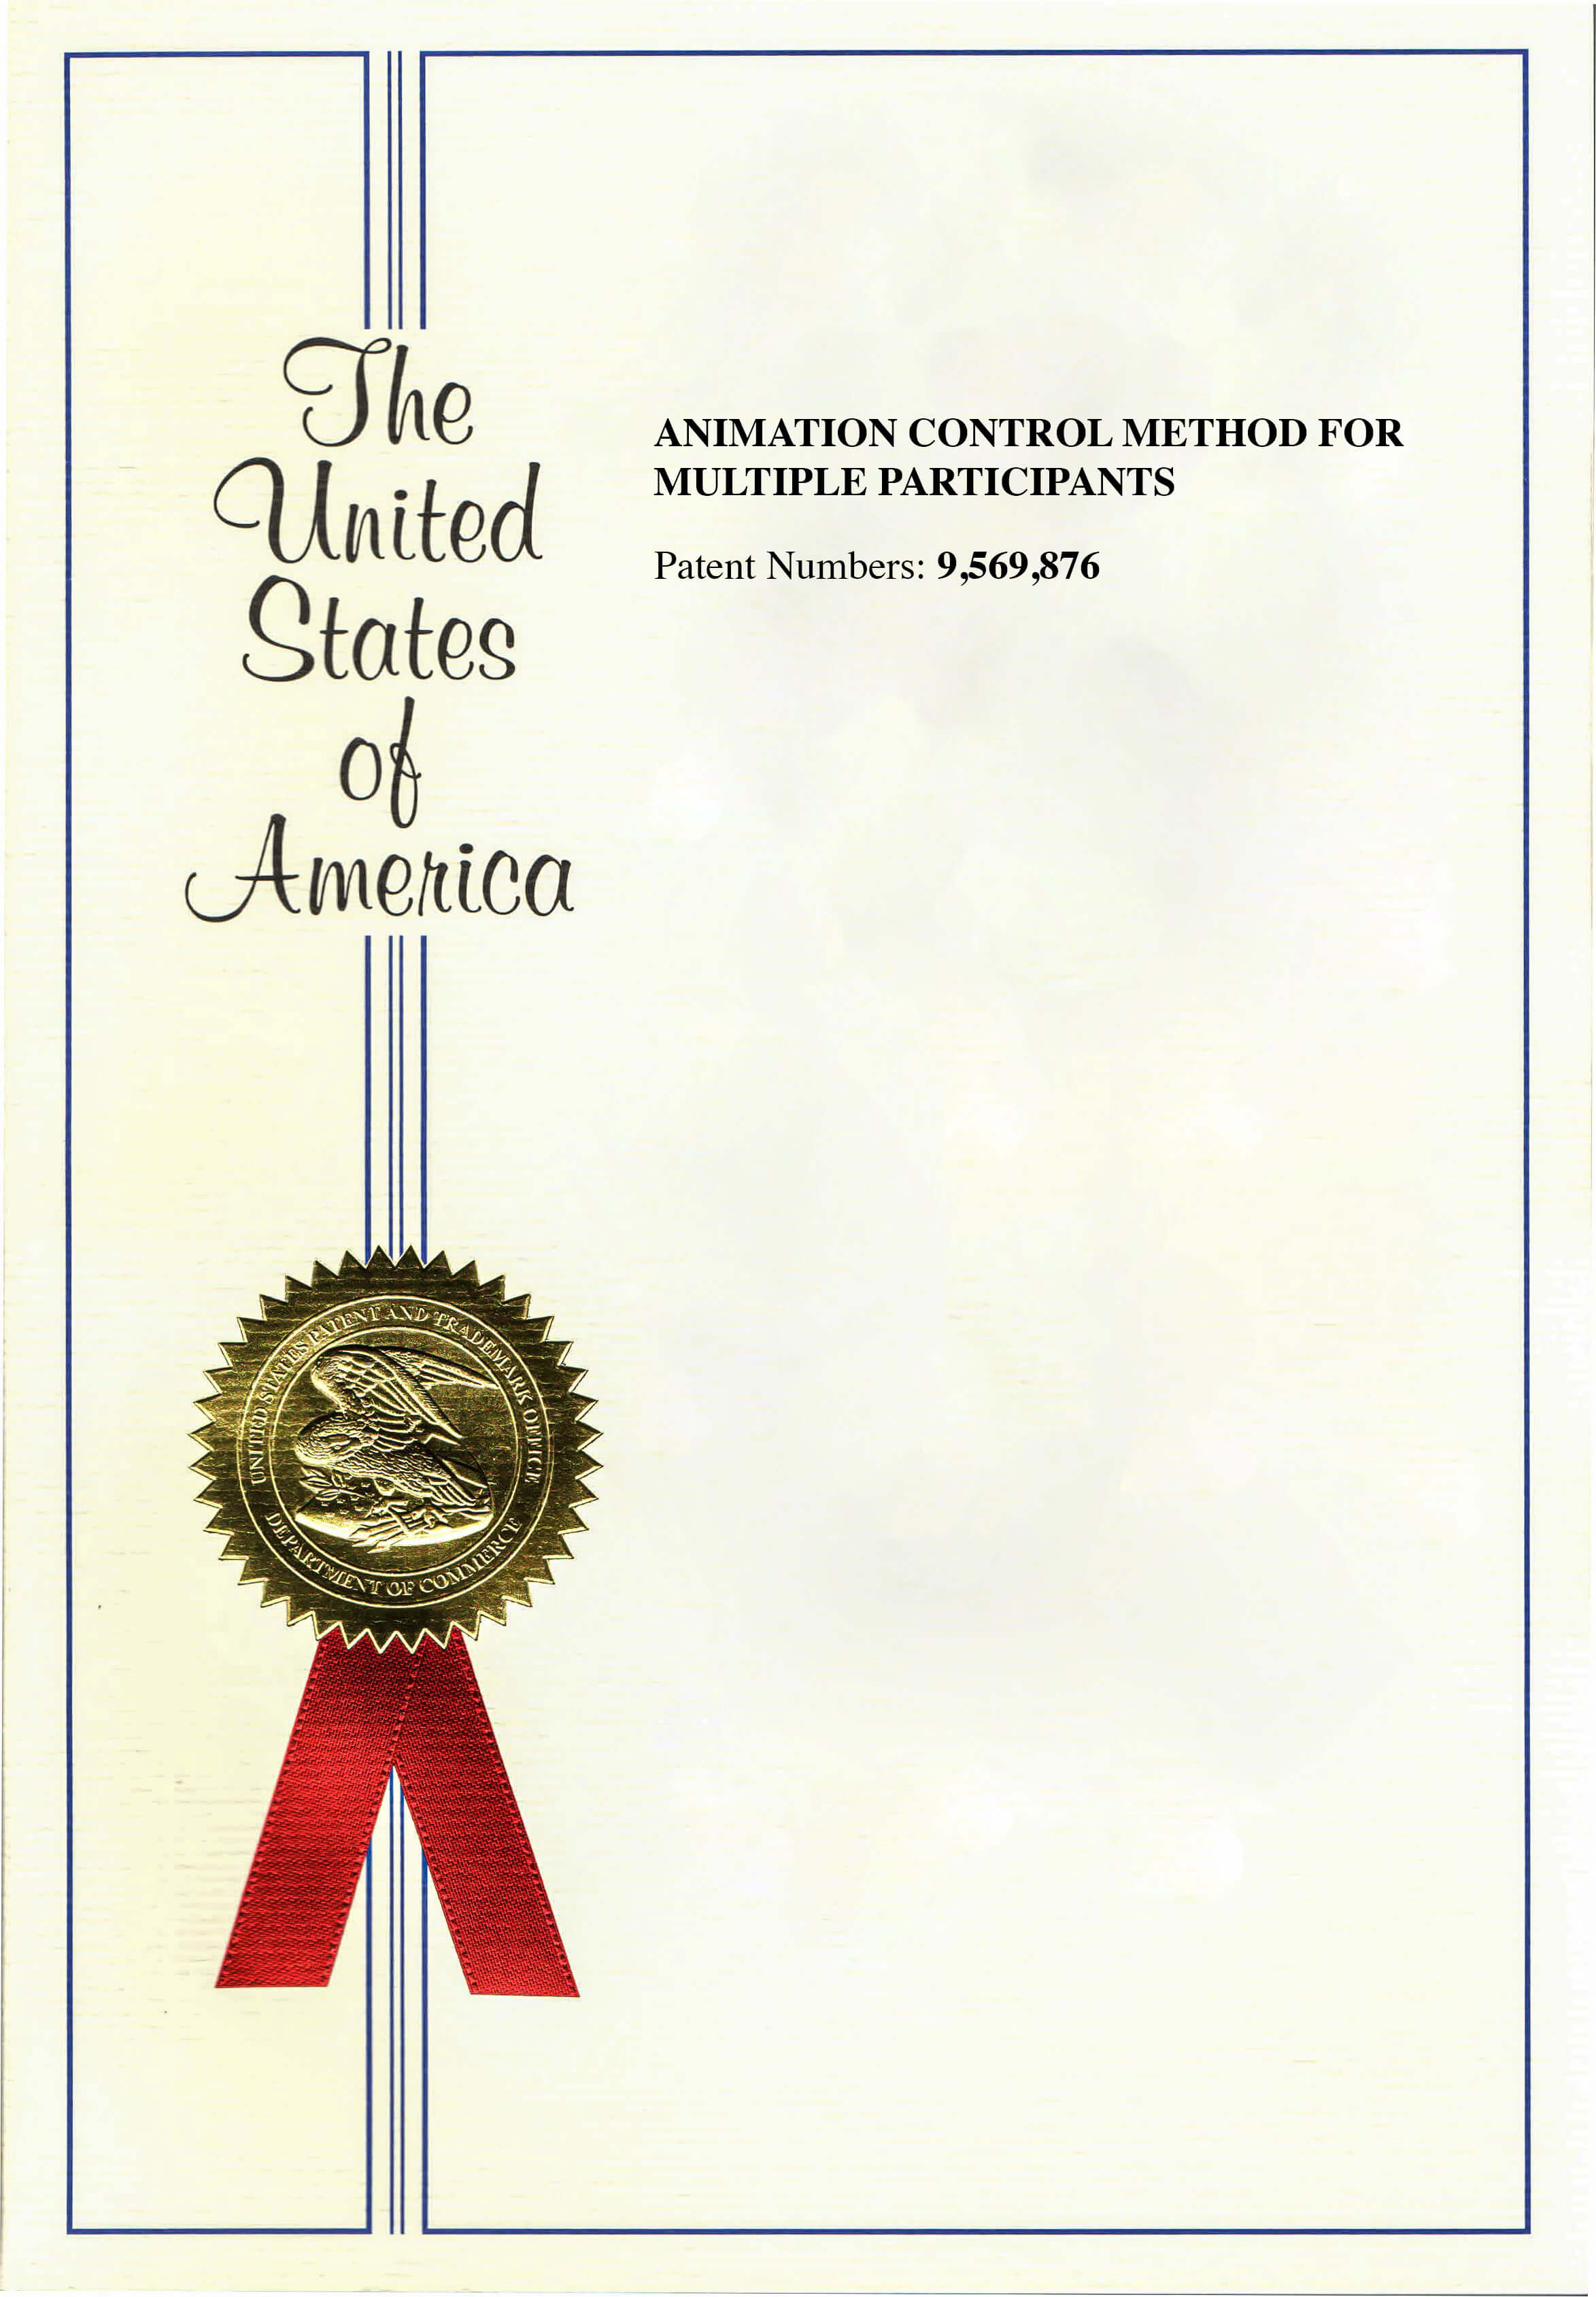 The
United
States
of
America
ANIMATION CONTROL METHOD FOR
MULTIPLE PARTICIPANTS
Patent Numbers: 9,569,876
UNITED STATES PATENT AND TRADEMARK OFFICE
DEPARTMENT OF COMMERCE